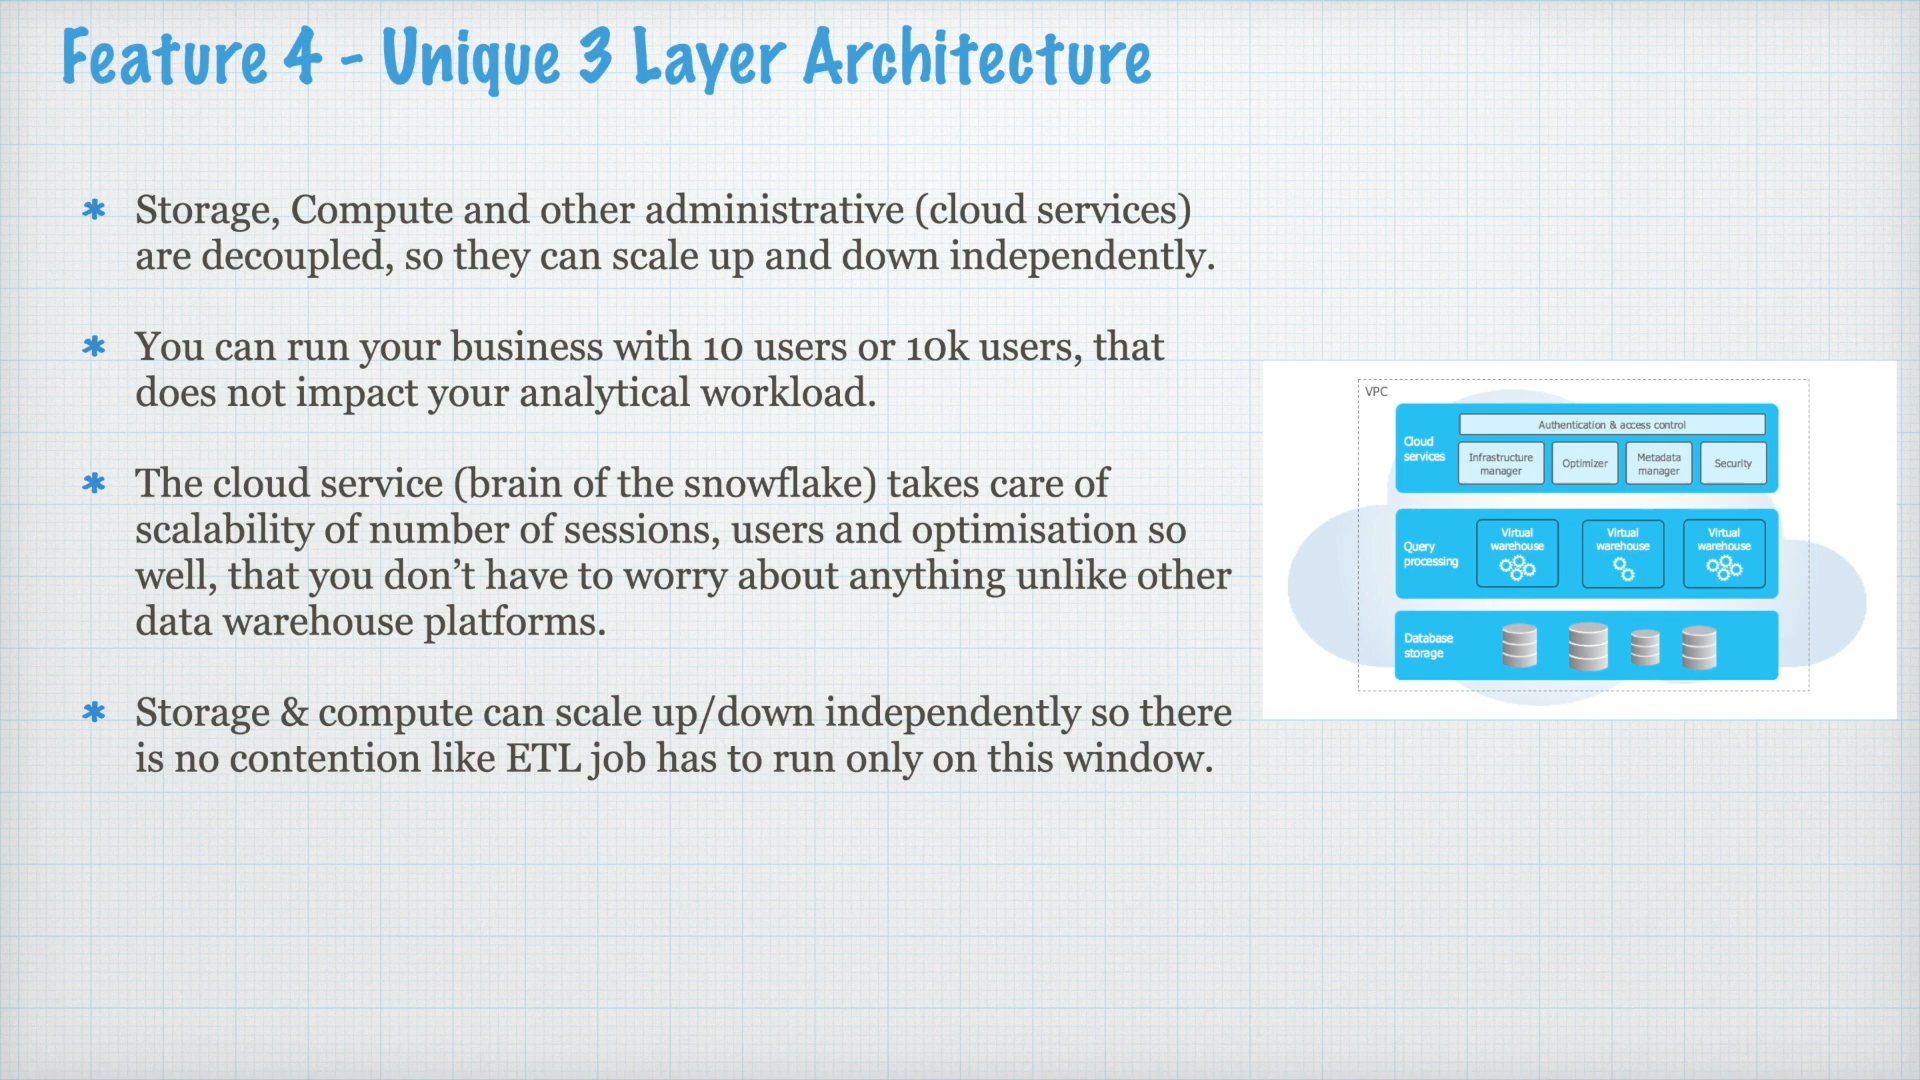 Feature 4 - Unique 3 Layer Architecture
* Storage, Compute and other administrative (cloud services)
are decoupled, so they can scale up and down independently.
* You can run your business with 10 users or 10k users, that
does not impact your analytical workload.
* The cloud service (brain of the snowflake) takes care of
scalability of number of sessions, users and optimisation so
well, that you don’t have to worry about anything unlike other
data warehouse platforms.
* Storage & compute can scale up/down independently so there
is no contention like ETL job has to run only on this window.
VPC
Cloud
services
Authentication & access control
Infrastructure
manager
Optimizer
Metadata
manager
Security
Query
processing
Virtual
warehouse
Virtual
warehouse
Virtual
warehouse
Database
storage